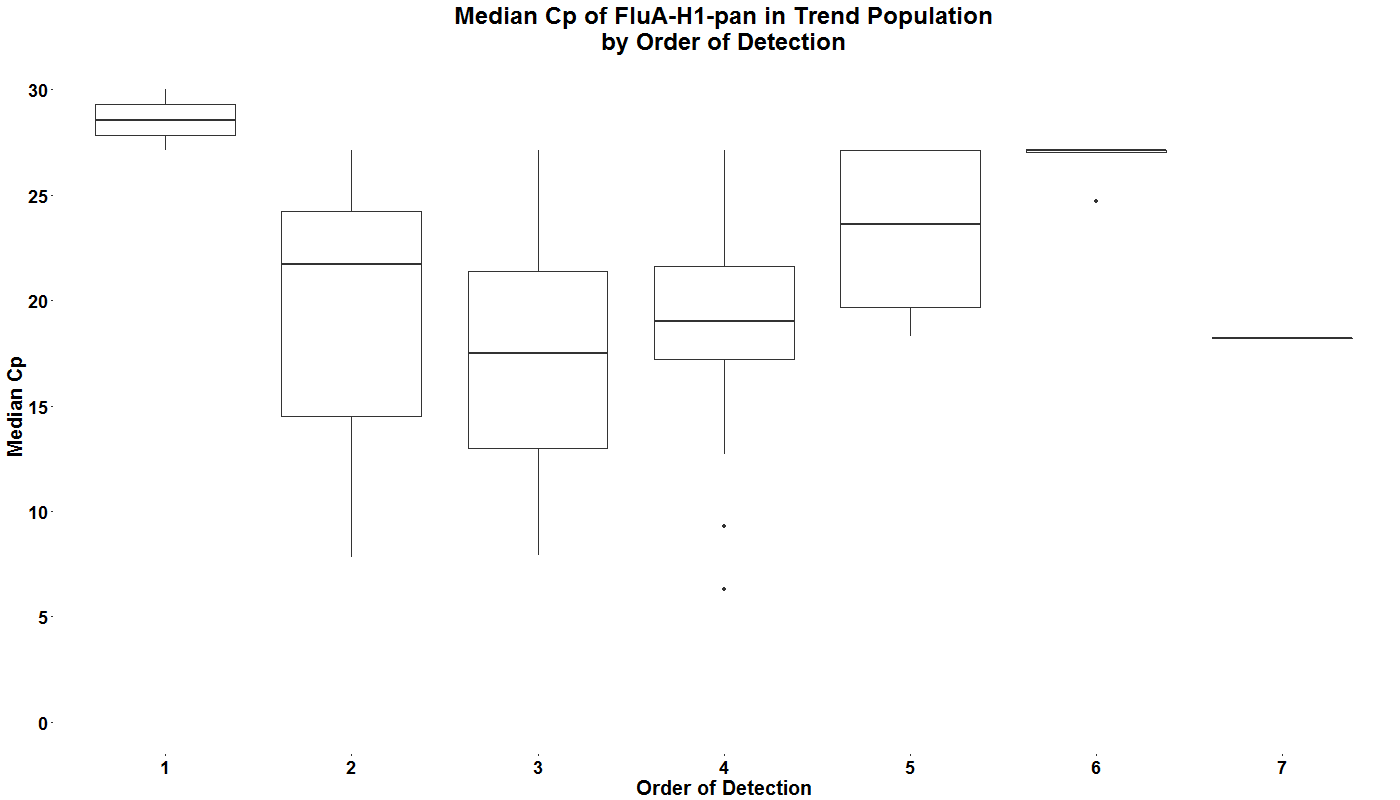 Median Cp of FluA-H1-pan in Trend Population
by Order of Detection
30
25
20
15
10
5
0
Median Cp
1 2 3 4 5 6 7
Order of Detection